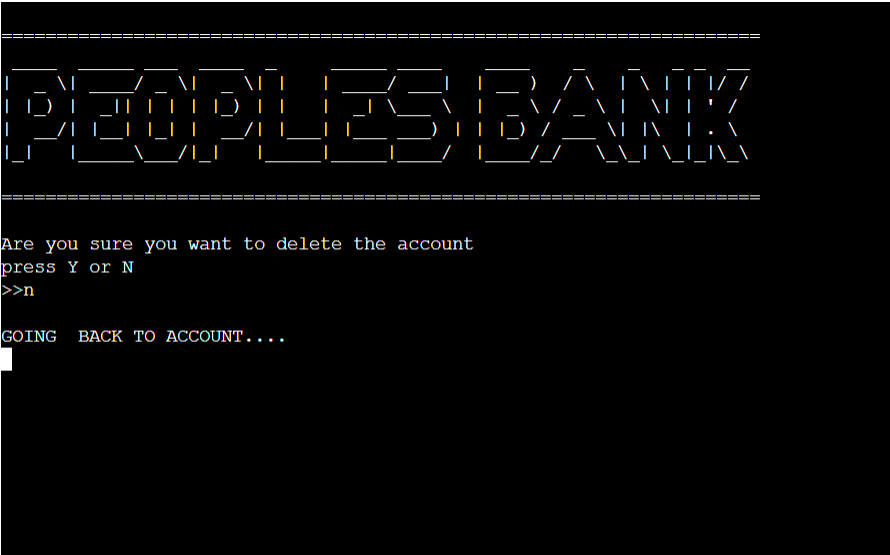 PEOPLES BANK
Are you sure you want to delete the account
press Y or N
>>n
GOING  BACK TO ACCOUNT....